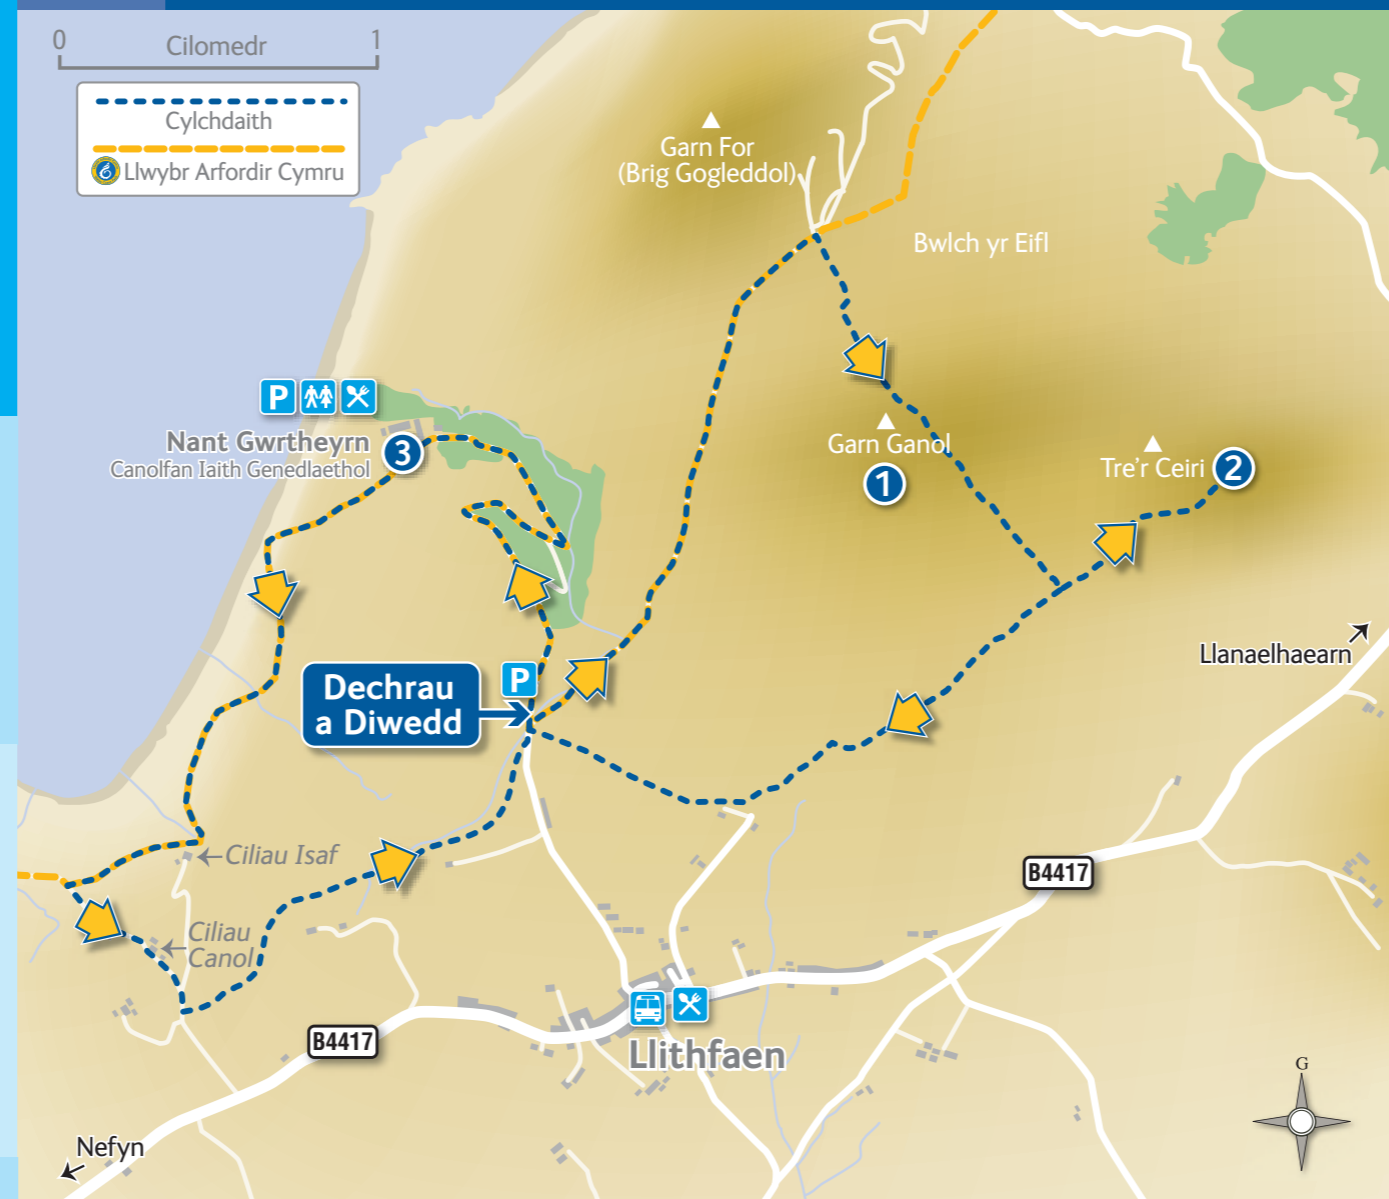 0 Cilomedr 1
Cylchdaith
Llwybr Arfordir Cymru
Garn For
(Brig Gogleddol)
Bwlch yr Eifl
P
Nant Gwrtheyrn
Canolfan Iaith Genedlaethol
3
Garn Ganol
1
Tre'r Ceiri
2
Llanaelhaearn
P
Dechrau
a Diwedd
Ciliau Isaf
Ciliau
Canol
B4417
B4417
Llithfaen
Nefyn
G